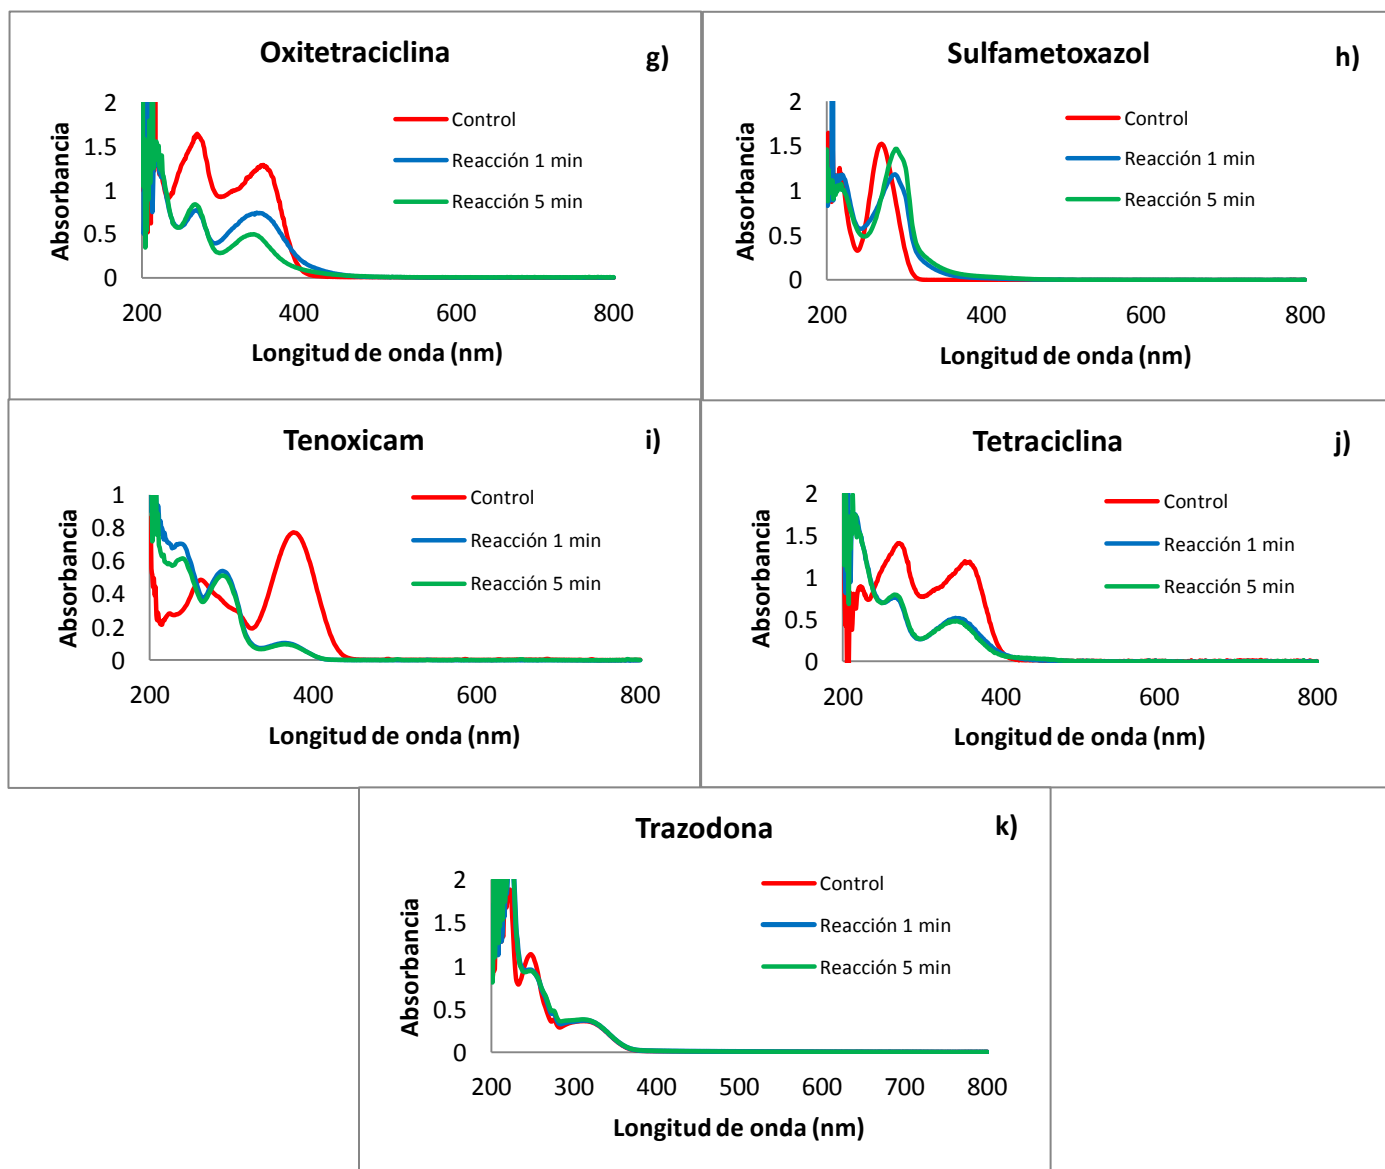 Oxitetraciclina
g)
Absorbancia
2
1.5
1
0.5
0
200
400
600
800
Longitud de onda (nm)
Control
Reacción 1 min
Reacción 5 min
Sulfametoxazol
h)
Absorbancia
2
1.5
1
0.5
0
200
400
600
800
Longitud de onda (nm)
Control
Reacción 1 min
Reacción 5 min
Tenoxicam
i)
Absorbancia
1
0.8
0.6
0.4
0.2
0
200
400
600
800
Longitud de onda (nm)
Control
Reacción 1 min
Reacción 5 min
Tetraciclina
j)
Absorbancia
2
1.5
1
0.5
0
200
400
600
800
Longitud de onda (nm)
Control
Reacción 1 min
Reacción 5 min
Trazodona
k)
Absorbancia
2
1.5
1
0.5
0
200
300
400
500
600
700
800
Longitud de onda (nm)
Control
Reacción 1 min
Reacción 5 min